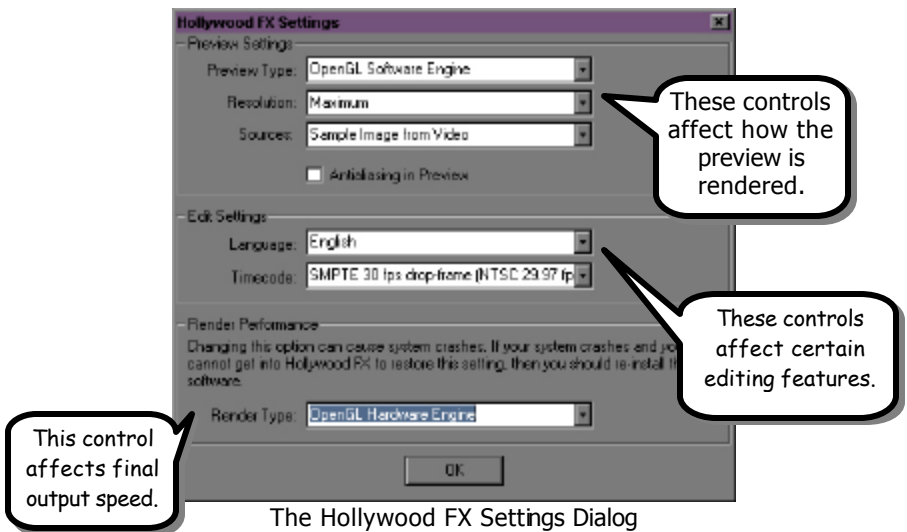 Hollywood FX Settings
Preview Settings
Preview Type: OpenGL Software Engine
Resolution: Maximum
Sources: Sample Image from Video
Antialiasing in Preview
These controls
affect how the
preview is
rendered.
Edit Settings
Language: English
Timecode: SMPTE 30 fps drop-frame (NTSC 29.97 fp
These controls
affect certain
editing features.
Render Performance
Changing this option can cause system crashes. If your system crashes and yo
cannot get into Hollywood FX to restore this setting, then you should re-install th
software.
Render Type: OpenGL Hardware Engine
This control
affects final
output speed.
OK
The Hollywood FX Settings Dialog